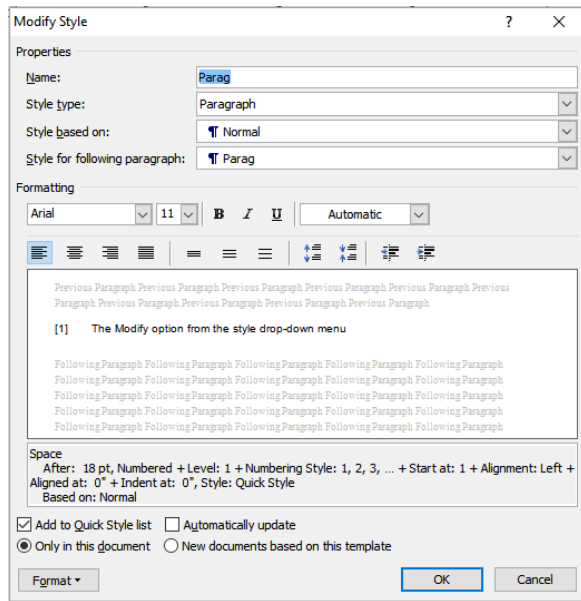 Modify Style ? ×
Properties
Name: Parag
Style type: Paragraph
Style based on: ¶ Normal
Style for following paragraph: ¶ Parag
Formatting
Arial 11 B I U Automatic
Previous Paragraph Previous Paragraph Previous Paragraph Previous Paragraph Previous Paragraph Previous
Paragraph Previous Paragraph Previous Paragraph Previous Paragraph Previous Paragraph
[1] The Modify option from the style drop-down menu
Following Paragraph Following Paragraph Following Paragraph Following Paragraph Following Paragraph
Following Paragraph Following Paragraph Following Paragraph Following Paragraph Following Paragraph
Following Paragraph Following Paragraph Following Paragraph Following Paragraph Following Paragraph
Following Paragraph Following Paragraph Following Paragraph Following Paragraph Following Paragraph
Following Paragraph Following Paragraph Following Paragraph Following Paragraph Following Paragraph
Space
After: 18 pt, Numbered + Level: 1 + Numbering Style: 1, 2, 3, … + Start at: 1 + Alignment: Left +
Aligned at: 0" + Indent at: 0", Style: Quick Style
Based on: Normal
Add to Quick Style list Automatically update
Only in this document New documents based on this template
Format OK Cancel